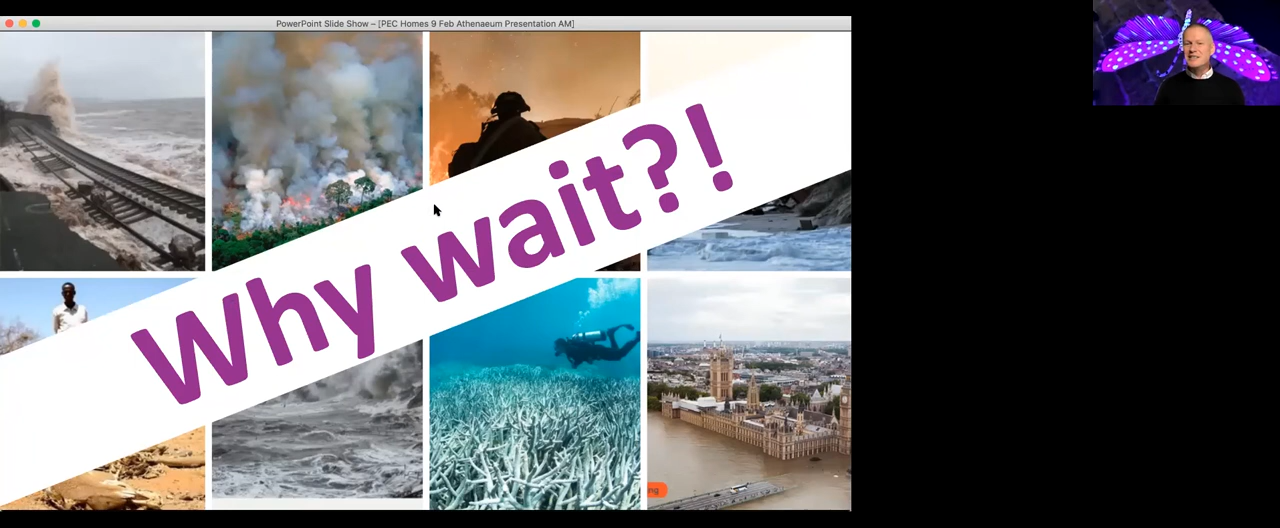 PowerPoint Slide Show – [PEC Homes 9 Feb Athenaeum Presentation AM]
Why wait?!